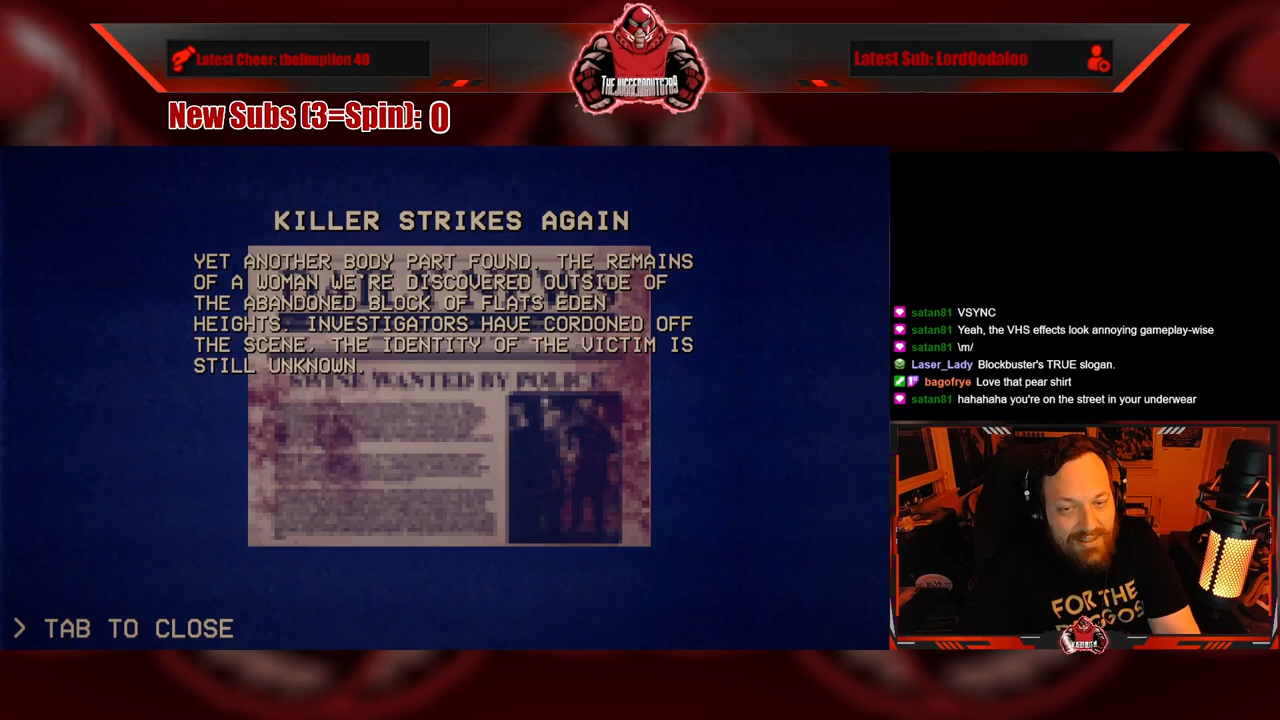 Latest Cheer: thelimplion 40
THEJUGGERNAUT6789
Latest Sub: LordOodaloo
New Subs (3=Spin): 0
KILLER STRIKES AGAIN
YET ANOTHER BODY PART FOUND. THE REMAINS
OF A WOMAN WE'RE DISCOVERED OUTSIDE OF
THE ABANDONED BLOCK OF FLATS EDEN
HEIGHTS. INVESTIGATORS HAVE CORDONED OFF
THE SCENE, THE IDENTITY OF THE VICTIM IS
STILL UNKNOWN.
SWINE WANTED BY POLICE
> TAB TO CLOSE
satan81 VSYNC
satan81 Yeah, the VHS effects look annoying gameplay-wise
satan81 \m/
Laser_Lady Blockbuster's TRUE slogan.
bagofrye Love that pear shirt
satan81 hahahaha you're on the street in your underwear
FOR THE